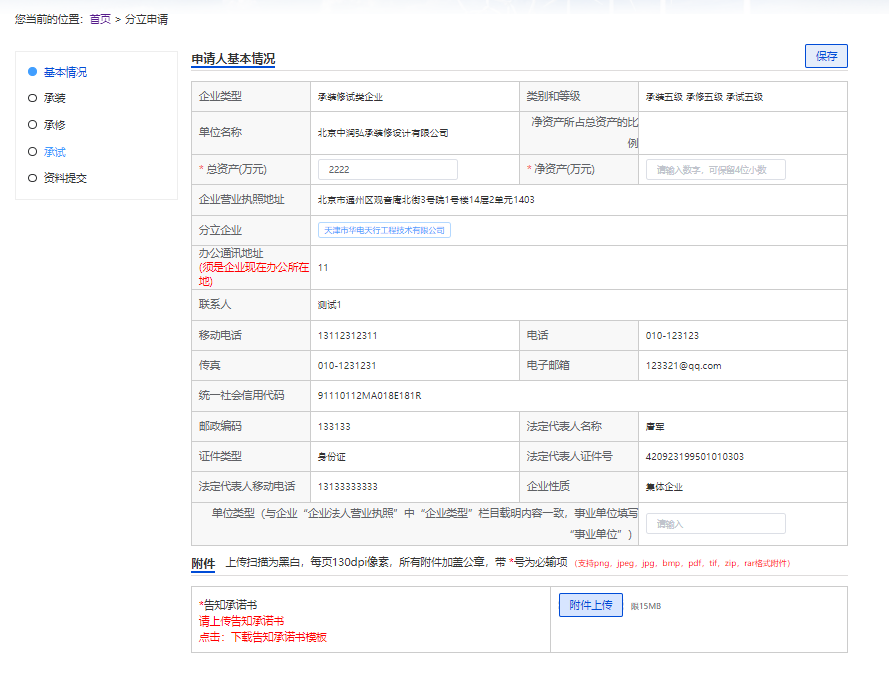 您当前的位置: 首页 > 分立申请
基本情况
承装
承修
承试
资料提交
申请人基本情况
保存
企业类型 承装修试类企业 类别和等级 承装五级 承修五级 承试五级
单位名称 北京中润弘承装修设计有限公司 净资产所占总资产的比
例
* 总资产(万元) 2222 * 净资产(万元) 请输入数字，可保留4位小数
企业营业执照地址 北京市通州区观音庵北街3号院1号楼14层2单元1403
分立企业 天津市华电天行工程技术有限公司
办公通讯地址
(须是企业现在办公所在
地)
11
联系人 测试1
移动电话 13112312311 电话 010-123123
传真 010-1231231 电子邮箱 123321@qq.com
统一社会信用代码 91110112MA018E181R
邮政编码 133133 法定代表人名称 唐军
证件类型 身份证 法定代表人证件号 420923199501010303
法定代表人移动电话 13133333333 企业性质 集体企业
单位类型（与企业“企业法人营业执照”中“企业类型”栏目载明内容一致，事业单位填写
“事业单位”）
请输入
附件 上传扫描为黑白，每页130dpi像素，所有附件加盖公章，带 *号为必输项 (支持png、jpeg、jpg、bmp、pdf、tif、zip、rar格式附件)
*告知承诺书
请上传告知承诺书
点击：下载告知承诺书模板
附件上传 限15MB